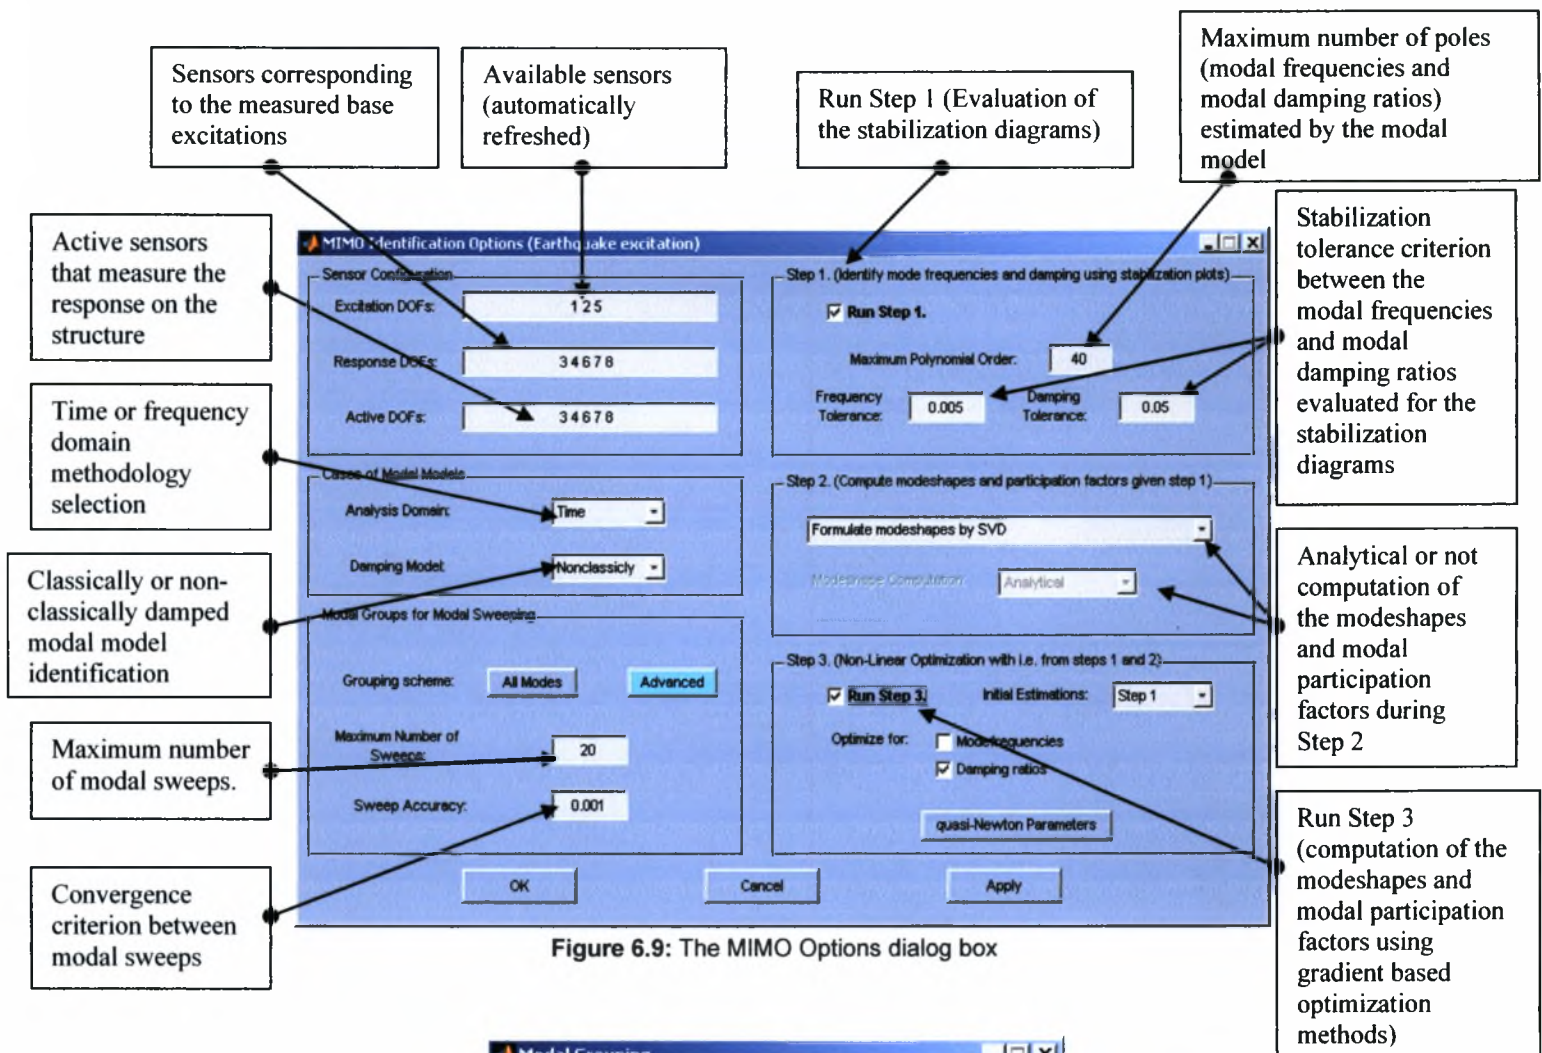 Sensors corresponding
to the measured base
excitations
Available sensors
(automatically
refreshed)
Run Step 1 (Evaluation of
the stabilization diagrams)
Maximum number of poles
(modal frequencies and
modal damping ratios)
estimated by the modal
model
Active sensors
that measure the
response on the
structure
Time or frequency
domain
methodology
selection
Classically or non-
classically damped
modal model
identification
Maximum number
of modal sweeps.
Convergence
criterion between
modal sweeps
MIMO Identification Options (Earthquake excitation)
Sensor Configuration
Excitation DOFs: 1 2 5
Response DOFs: 3 4 6 7 8
Active DOFs: 3 4 6 7 8
Cases of Modal Models
Analysis Domain: Time
Damping Model: Nonclassicly
Modal Groups for Modal Sweeping
Grouping scheme: All Modes Advanced
Maximum Number of
Sweeps: 20
Sweep Accuracy: 0.001
Step 1. (Identify mode frequencies and damping using stabilization plots)
Run Step 1.
Maximum Polynomial Order: 40
Frequency
Tolerance: 0.005
Damping
Tolerance: 0.05
Step 2. (Compute modeshapes and participation factors given step 1)
Formulate modeshapes by SVD
Modeshape Computation: Analytical
Step 3. (Non-Linear Optimization with i.e. from steps 1 and 2)
Run Step 3. Initial Estimations: Step 1
Optimize for: Modefrequencies
Damping ratios
quasi-Newton Parameters
OK Cancel Apply
Stabilization
tolerance criterion
between the
modal frequencies
and modal
damping ratios
evaluated for the
stabilization
diagrams
Analytical or not
computation of
the modeshapes
and modal
participation
factors during
Step 2
Run Step 3
(computation of the
modeshapes and
modal participation
factors using
gradient based
optimization
methods)
Figure 6.9: The MIMO Options dialog box
Modal Grouping